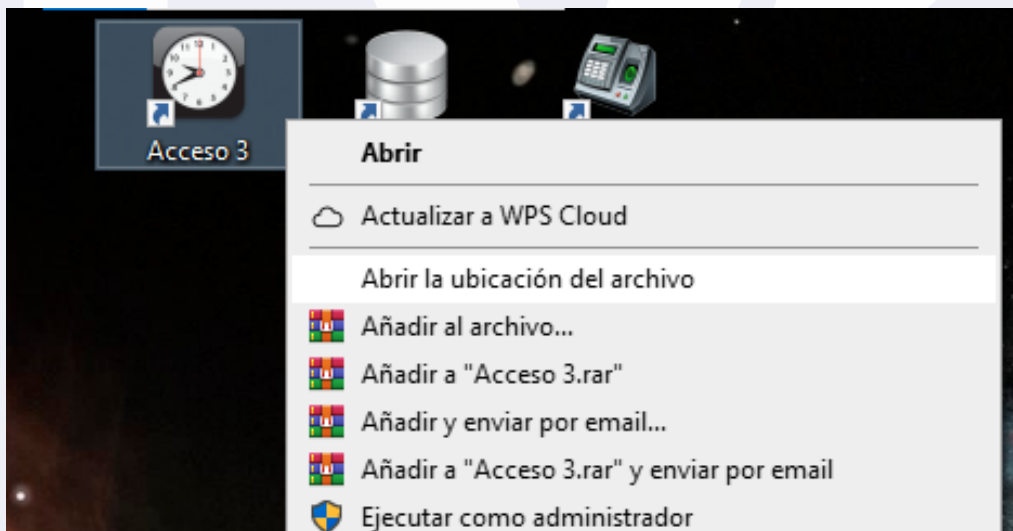 Acceso 3
Abrir
Actualizar a WPS Cloud
Abrir la ubicación del archivo
Añadir al archivo...
Añadir a "Acceso 3.rar"
Añadir y enviar por email...
Añadir a "Acceso 3.rar" y enviar por email
Ejecutar como administrador